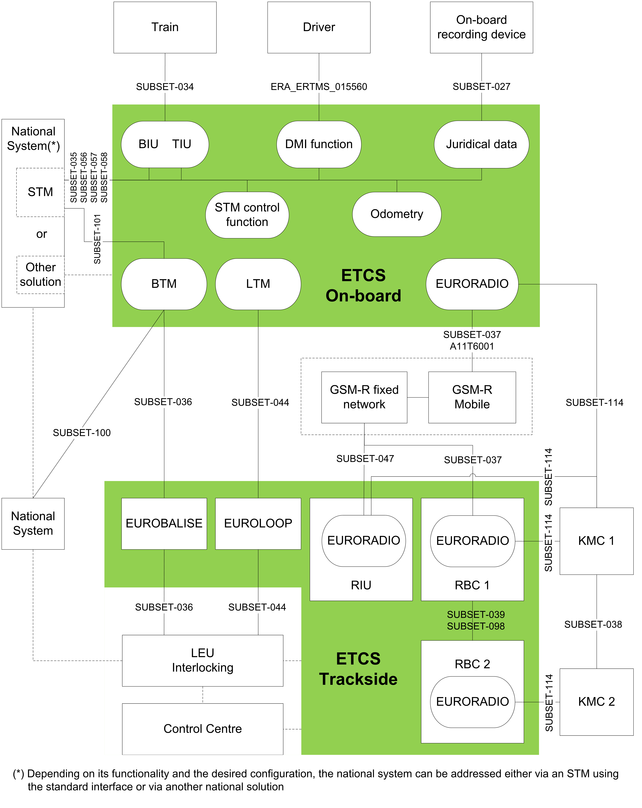 Train
Driver
On-board
recording device
SUBSET-034
ERA_ERTMS_015560
SUBSET-027
National
System(*)
STM
or
Other
solution
SUBSET-035
SUBSET-056
SUBSET-057
SUBSET-058
SUBSET-101
BIU TIU
DMI function
Juridical data
STM control
function
Odometry
BTM
LTM
ETCS
On-board
EURORADIO
SUBSET-037
A11T6001
GSM-R fixed
network
GSM-R
Mobile
SUBSET-114
SUBSET-036
SUBSET-044
SUBSET-100
SUBSET-047
SUBSET-037
SUBSET-114
National
System
EUROBALISE
EUROLOOP
EURORADIO
RIU
EURORADIO
RBC 1
SUBSET-114
KMC 1
SUBSET-036
SUBSET-044
SUBSET-039
SUBSET-098
SUBSET-038
LEU
Interlocking
ETCS
Trackside
RBC 2
EURORADIO
SUBSET-114
KMC 2
Control Centre
(*) Depending on its functionality and the desired configuration, the national system can be addressed either via an STM using
the standard interface or via another national solution